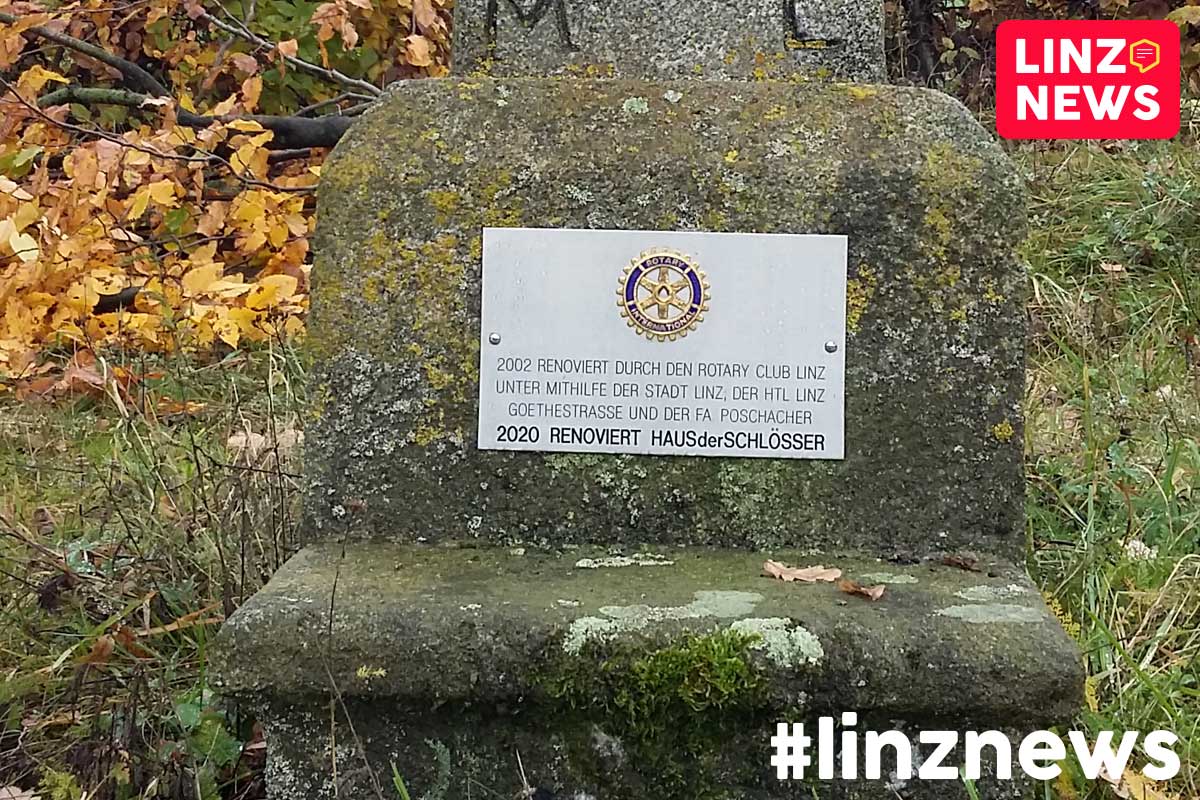 M L
LINZ
NEWS
ROTARY
INTERNATIONAL
2002 RENOVIERT DURCH DEN ROTARY CLUB LINZ
UNTER MITHILFE DER STADT LINZ, DER HTL LINZ
GOETHESTRASSE UND DER FA POSCHACHER
2020 RENOVIERT HAUSderSCHLÖSSER
#linznews